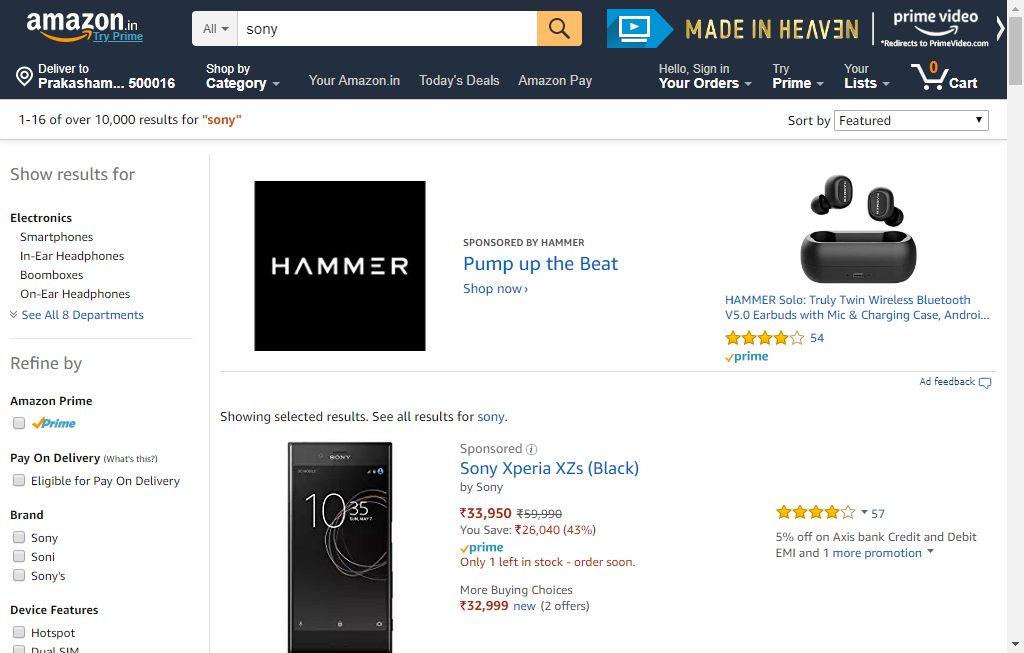 amazon.in
Try Prime
All
sony
MADE IN HEAVEN
prime video
*Redirects to PrimeVideo.com
Deliver to
Prakasham... 500016
Shop by
Category
Your Amazon.in
Today's Deals
Amazon Pay
Hello, Sign in
Your Orders
Try
Prime
Your
Lists
0
Cart
1-16 of over 10,000 results for "sony"
Sort by
Featured
Show results for
Electronics
Smartphones
In-Ear Headphones
Boomboxes
On-Ear Headphones
See All 8 Departments
Refine by
Amazon Prime
Prime
Pay On Delivery (What's this?)
Eligible for Pay On Delivery
Brand
Sony
Soni
Sony's
Device Features
Hotspot
Dual SIM
HAMMER
SPONSORED BY HAMMER
Pump up the Beat
Shop now ›
HAMMER Solo: Truly Twin Wireless Bluetooth
V5.0 Earbuds with Mic & Charging Case, Androi...
54
prime
Ad feedback
Showing selected results. See all results for sony.
SONY
10:35
SUN, MAY 7
Sponsored
Sony Xperia XZs (Black)
by Sony
₹33,950 ₹59,990
You Save: ₹26,040 (43%)
prime
Only 1 left in stock - order soon.
More Buying Choices
₹32,999 new (2 offers)
57
5% off on Axis bank Credit and Debit
EMI and 1 more promotion